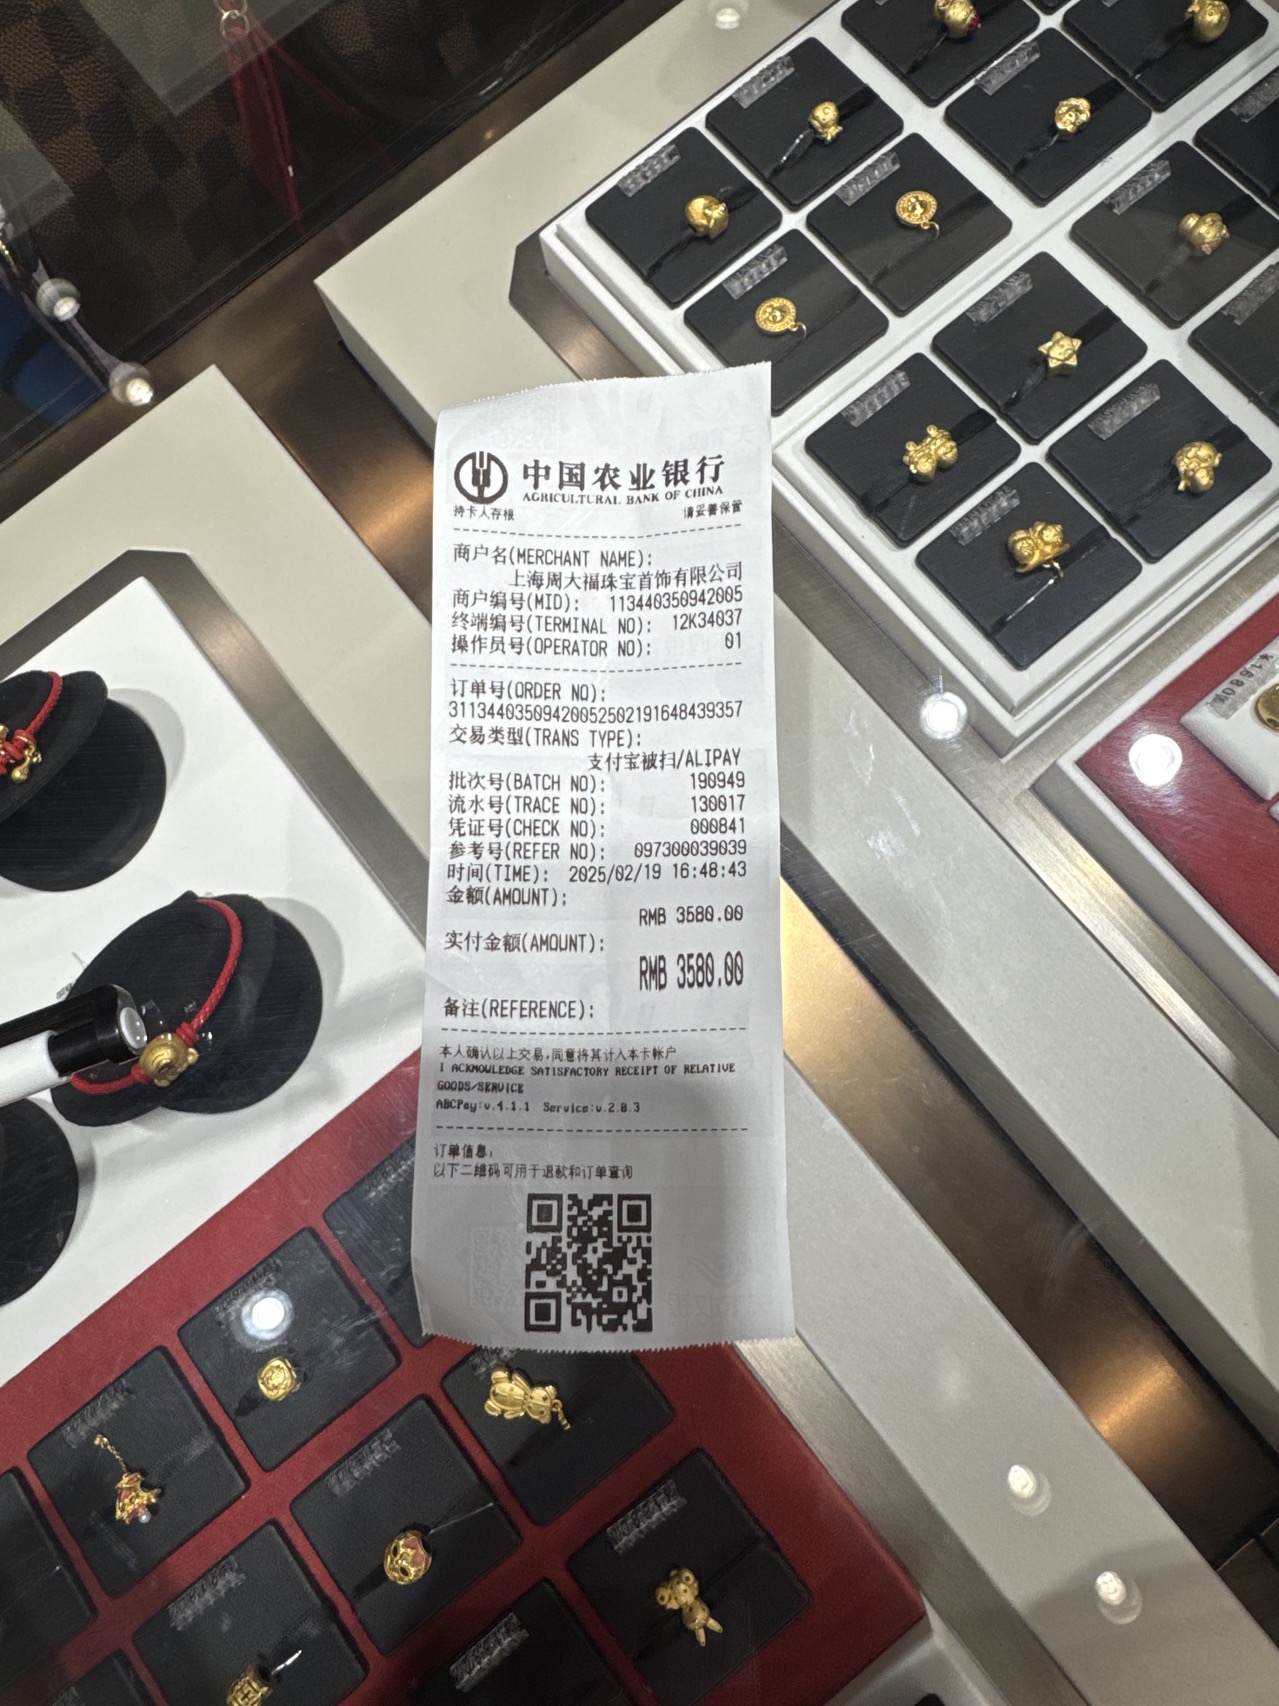 中国农业银行
AGRICULTURAL BANK OF CHINA
持卡人存根 请妥善保管
商户名(MERCHANT NAME):
上海周大福珠宝首饰有限公司
商户编号(MID): 113440350942005
终端编号(TERMINAL NO): 12K34037
操作员号(OPERATOR NO): 01
订单号(ORDER NO):
31134403509420052502191648439357
交易类型(TRANS TYPE):
支付宝被扫/ALIPAY
批次号(BATCH NO): 190949
流水号(TRACE NO): 130017
凭证号(CHECK NO): 000841
参考号(REFER NO): 097300039039
时间(TIME): 2025/02/19 16:48:43
金额(AMOUNT):
RMB 3580.00
实付金额(AMOUNT):
RMB 3580.00
备注(REFERENCE):
本人确认以上交易,同意将其计入本卡帐户
I ACKNOWLEDGE SATISFACTORY RECEIPT OF RELATIVE
GOODS/SERVICE
ABCPay:v.4.1.1 Service:v.2.0.3
订单信息:
以下二维码可用于退款和订单查询
¥1680